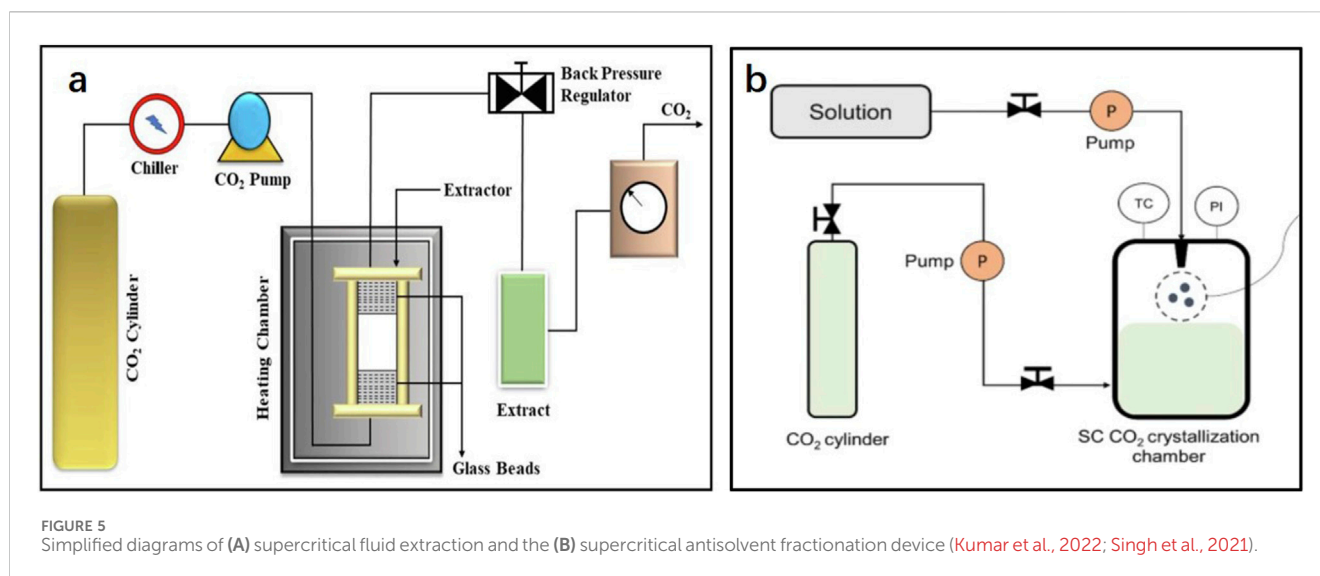 a
Back Pressure
Regulator
CO₂
Chiller
CO₂ Pump
Extractor
CO₂ Cylinder
Heating Chamber
Extract
Glass Beads
b
Solution
P
Pump
TC
PI
Pump
P
CO₂ cylinder
SC CO₂ crystallization
chamber
FIGURE 5
Simplified diagrams of (A) supercritical fluid extraction and the (B) supercritical antisolvent fractionation device (Kumar et al., 2022; Singh et al., 2021).